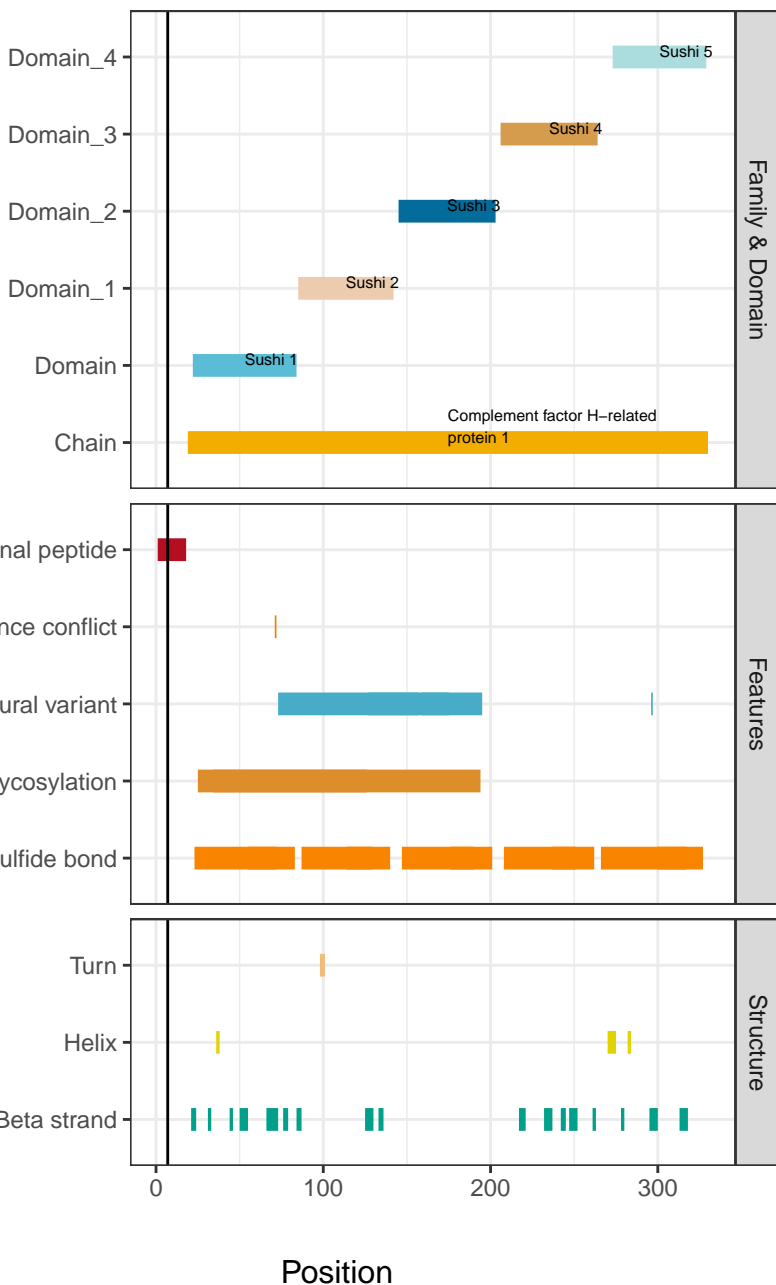 Domain_4
Sushi 5
Domain_3
Sushi 4
Domain_2
Sushi 3
Domain_1
Sushi 2
Domain
Sushi 1
Chain
Complement factor H−related
protein 1
Family & Domain
nal peptide
nce conflict
ural variant
ycosylation
ulfide bond
Features
Turn
Helix
Beta strand
Structure
0 100 200 300
Position